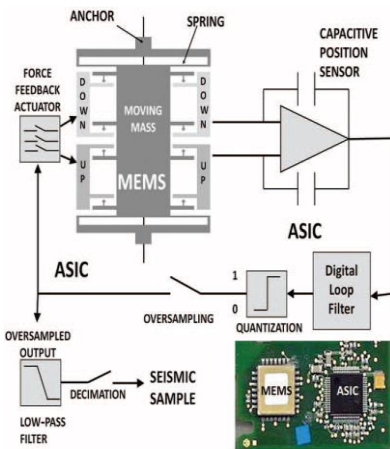 ANCHOR
SPRING
CAPACITIVE
POSITION
SENSOR
FORCE
FEEDBACK
ACTUATOR
DOWN
DOWN
MOVING
MASS
MEMS
UP
UP
ASIC
ASIC
1
0
OVERSAMPLING
QUANTIZATION
Digital
Loop
Filter
OVERSAMPLED
OUTPUT
DECIMATION
SEISMIC
SAMPLE
LOW-PASS
FILTER
MEMS
ASIC